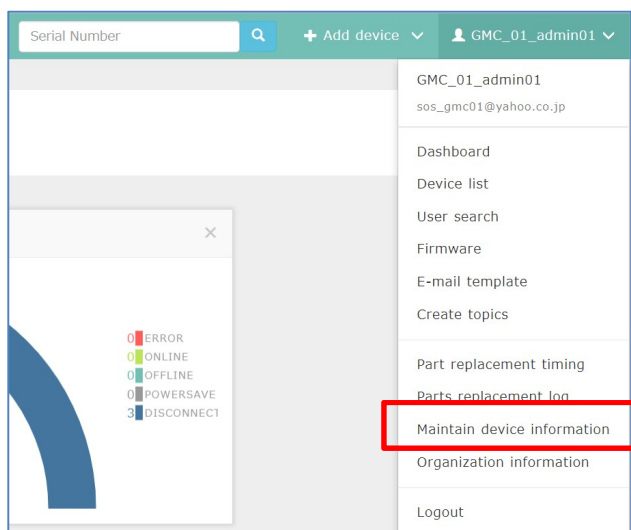 Serial Number
Add device
GMC_01_admin01
GMC_01_admin01
sos_gmc01@yahoo.co.jp
Dashboard
Device list
User search
Firmware
E-mail template
Create topics
Part replacement timing
Parts replacement log
Maintain device information
Organization information
Logout
0 ERROR
0 ONLINE
0 OFFLINE
0 POWERSAVE
3 DISCONNECT